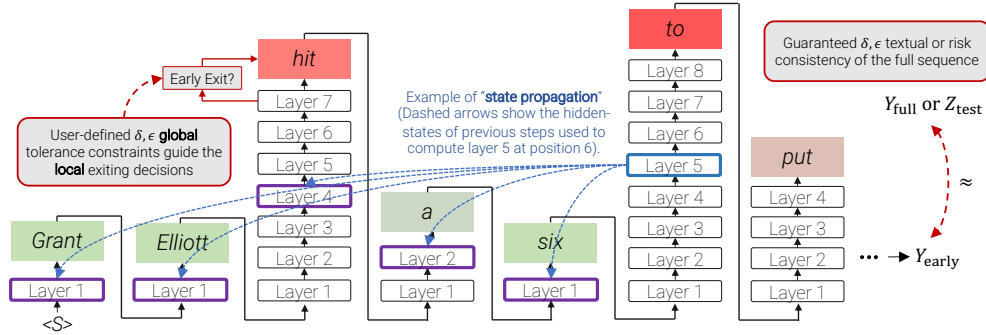 hit
to
Early Exit?
Layer 7
Layer 6
Layer 5
Layer 4
Layer 3
Layer 2
Layer 1
User-defined δ, ϵ global
tolerance constraints guide the
local exiting decisions
Example of "state propagation"
(Dashed arrows show the hidden-
states of previous steps used to
compute layer 5 at position 6).
Layer 8
Layer 7
Layer 6
Layer 5
Layer 4
Layer 3
Layer 2
Layer 1
Guaranteed δ, ϵ textual or risk
consistency of the full sequence
Y_full or Z_test
≈
••• Y_early
Grant
Layer 1
<S>
Elliott
Layer 1
a
Layer 2
Layer 1
six
Layer 1
put
Layer 4
Layer 3
Layer 2
Layer 1